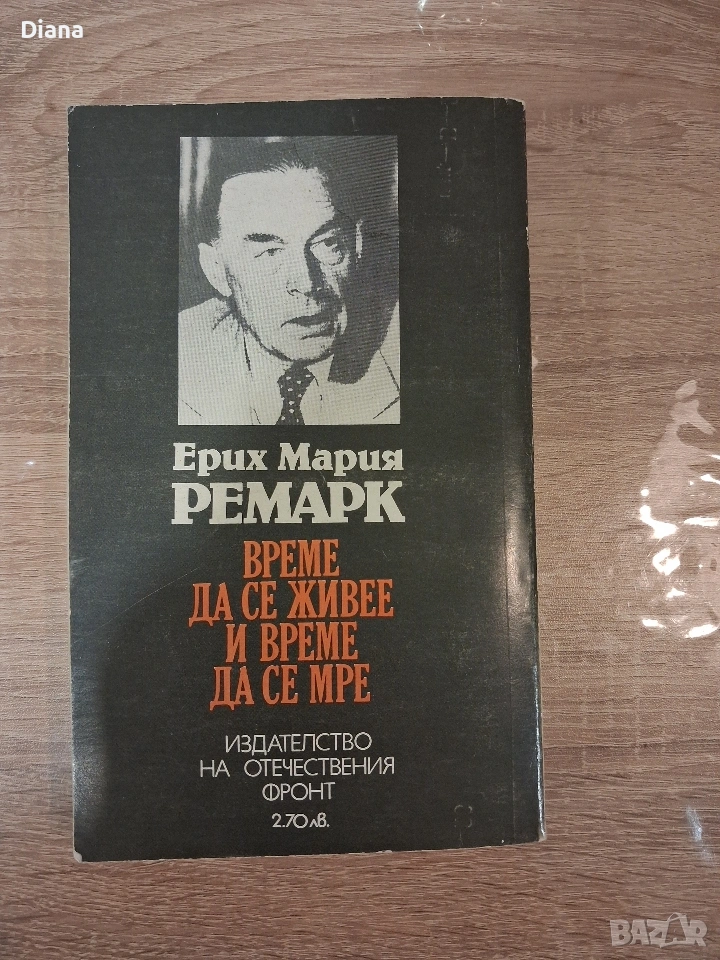 Diana
Ерих Мария
РЕМАРК
ВРЕМЕ
ДА СЕ ЖИВЕЕ
И ВРЕМЕ
ДА СЕ МРЕ
ИЗДАТЕЛСТВО
НА ОТЕЧЕСТВЕНИЯ
ФРОНТ
2.70 лв.
BAZAR